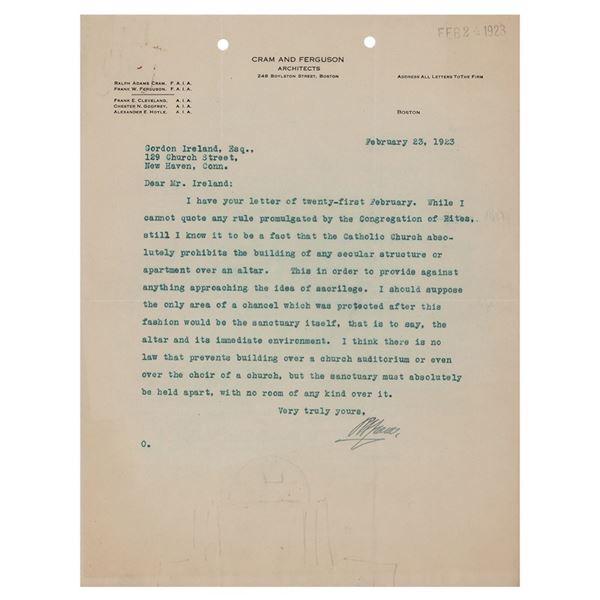 FEB 24 1923
CRAM AND FERGUSON
ARCHITECTS
248 BOYLSTON STREET, BOSTON
RALPH ADAMS CRAM, F. A. I. A.
FRANK W. FERGUSON, F. A. I. A.
FRANK E. CLEVELAND, A. I. A.
CHESTER N. GODFREY, A. I. A.
ALEXANDER E. HOYLE, A. I. A.
ADDRESS ALL LETTERS TO THE FIRM
BOSTON
February 23, 1923
Gordon Ireland, Esq.,
129 Church Street,
New Haven, Conn.
Dear Mr. Ireland:
I have your letter of twenty-first February. While I
cannot quote any rule promulgated by the Congregation of Rites,
still I know it to be a fact that the Catholic Church abso-
lutely prohibits the building of any secular structure or
apartment over an altar. This in order to provide against
anything approaching the idea of sacrilege. I should suppose
the only area of a chancel which was protected after this
fashion would be the sanctuary itself, that is to say, the
altar and its immediate environment. I think there is no
law that prevents building over a church auditorium or even
over the choir of a church, but the sanctuary must absolutely
be held apart, with no room of any kind over it.
Very truly yours,
O.